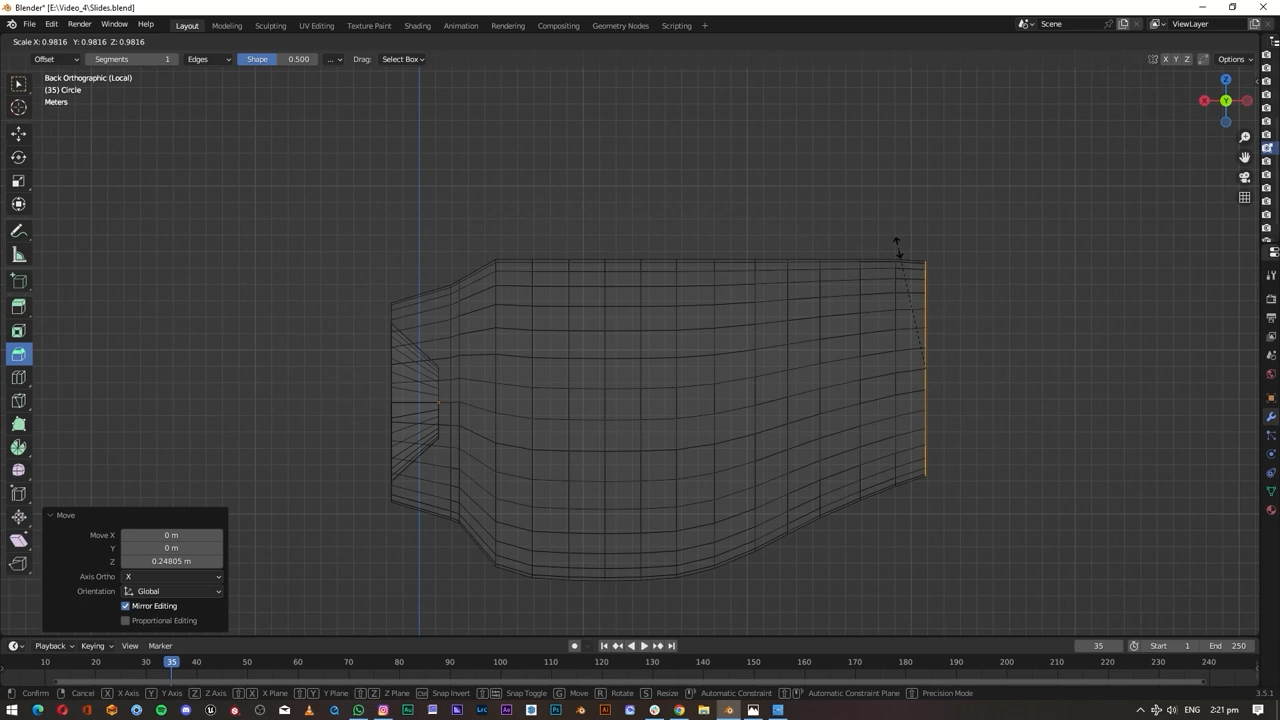 Blender* [E:\Video_4\Slides.blend]
File Edit Render Window Help Layout Modeling Sculpting UV Editing Texture Paint Shading Animation Rendering Compositing Geometry Nodes Scripting + Scene ViewLayer
Scale X: 0.9816 Y: 0.9816 Z: 0.9816
Offset Segments 1 Edges Shape 0.500 ... Drag: Select Box X Y Z Options
Back Orthographic (Local)
(35) Circle
Meters
Z
X Y
Move
Move X 0 m
Y 0 m
Z 0.24805 m
Axis Ortho X
Orientation Global
Mirror Editing
Proportional Editing
Playback Keying View Marker 35 Start 1 End 250
10 20 30 35 40 50 60 70 80 90 100 110 120 130 140 150 160 170 180 190 200 210 220 230 240
Confirm Cancel X X Axis Y Y Axis Z Z Axis X X Plane Y Y Plane Z Z Plane Snap Invert Snap Toggle G Move R Rotate S Resize Automatic Constraint Automatic Constraint Plane Precision Mode 3.5.1
Ai Au Lr Ae Ps Ai ENG 2:21 pm